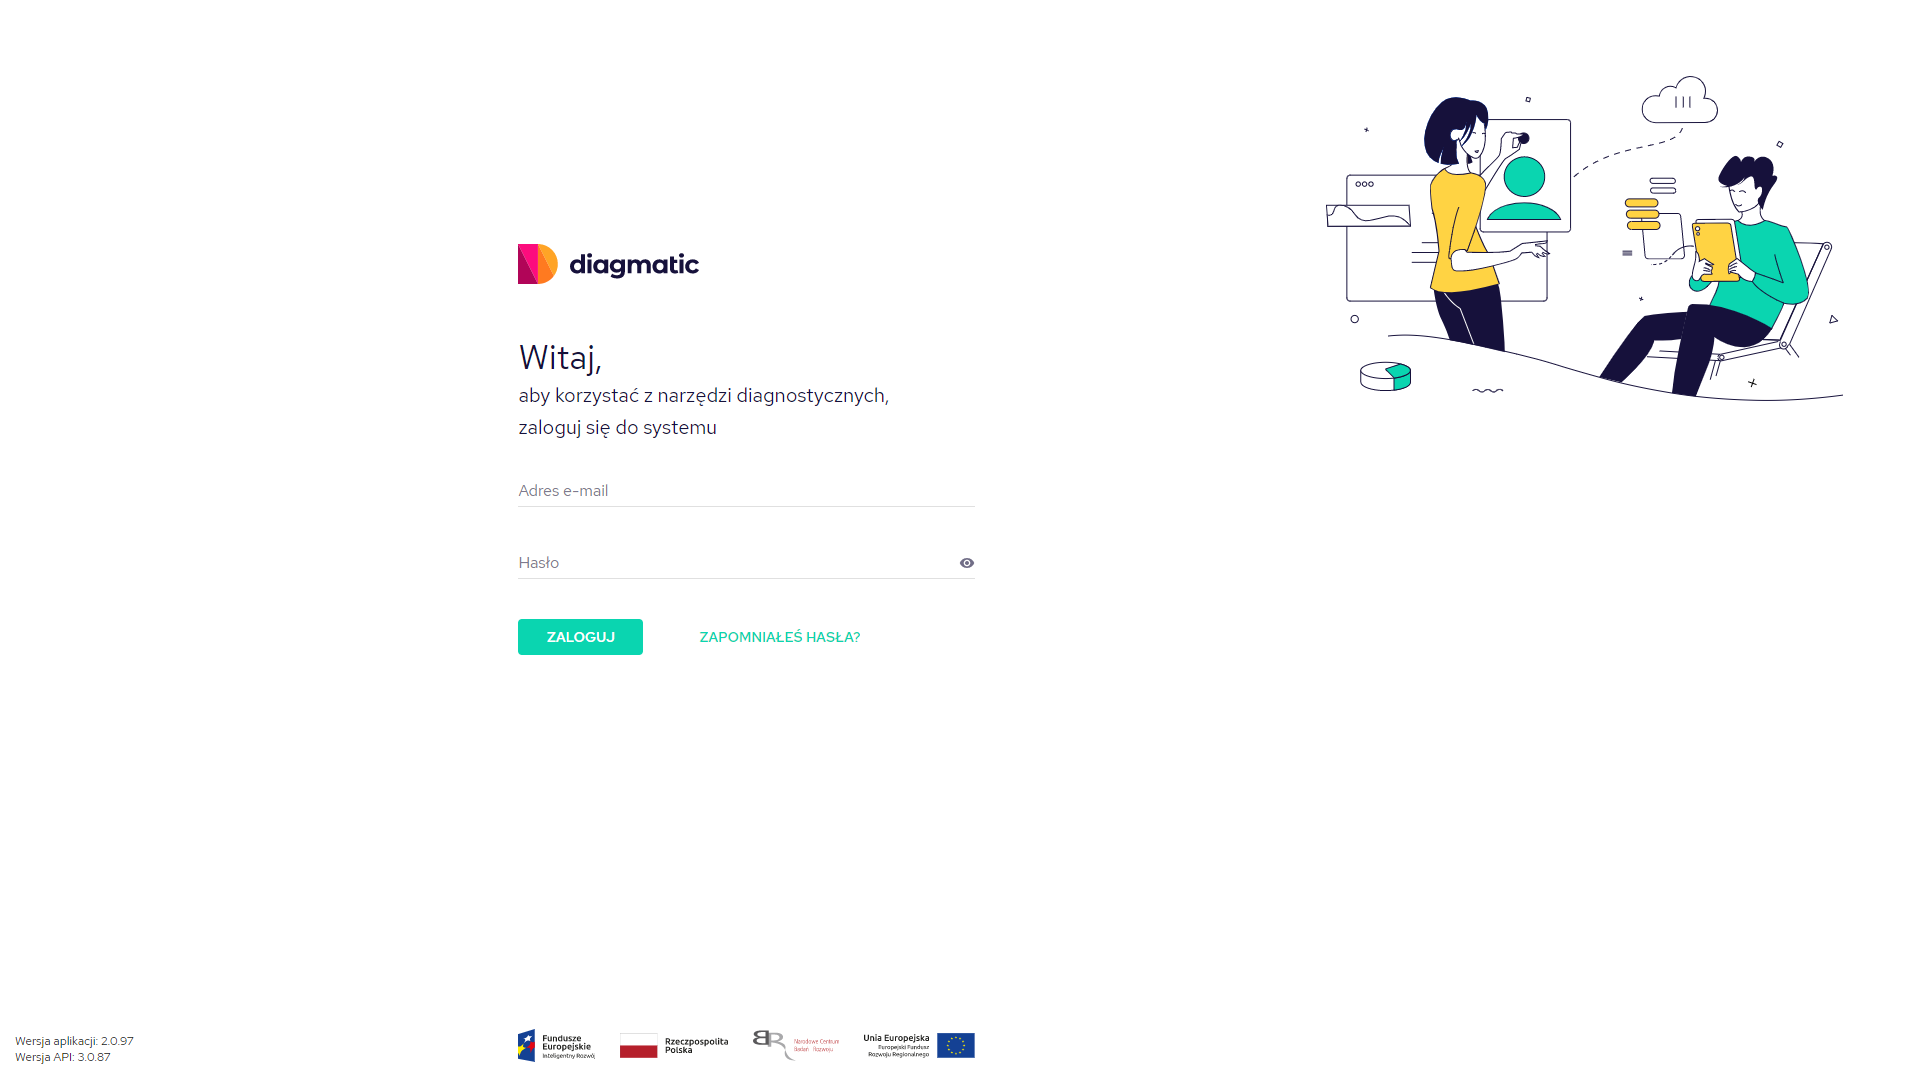 diagmatic
Witaj,
aby korzystać z narzędzi diagnostycznych,
zaloguj się do systemu
Adres e-mail
Hasło
ZALOGUJ
ZAPOMNIAŁEŚ HASŁA?
Wersja aplikacji: 2.0.97
Wersja API: 3.0.87
Fundusze
Europejskie
Inteligentny Rozwój
Rzeczpospolita
Polska
Narodowe Centrum
Badań i Rozwoju
Unia Europejska
Europejski Fundusz
Rozwoju Regionalnego